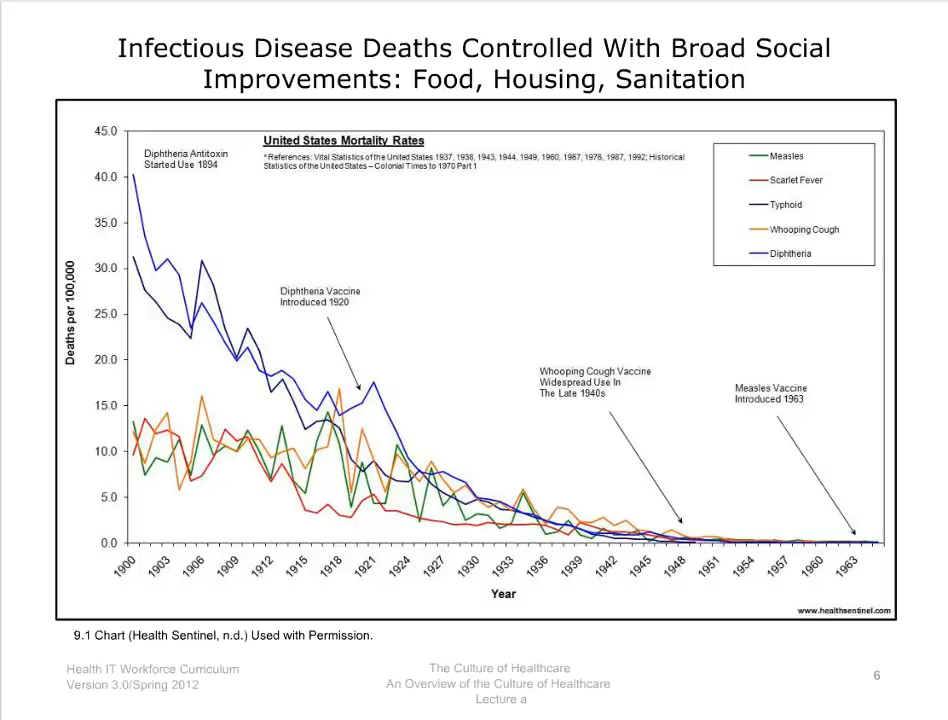 Infectious Disease Deaths Controlled With Broad Social
Improvements: Food, Housing, Sanitation
45.0
40.0
35.0
30.0
25.0
20.0
15.0
10.0
5.0
0.0
Deaths per 100,000
Diphtheria Antitoxin
Started Use 1894
United States Mortality Rates
* References: Vital Statistics of the United States 1937, 1938, 1943, 1944, 1949, 1960, 1967, 1976, 1987, 1992; Historical
Statistics of the United States – Colonial Times to 1970 Part 1
Measles
Scarlet Fever
Typhoid
Whooping Cough
Diphtheria
Diphtheria Vaccine
Introduced 1920
Whooping Cough Vaccine
Widespread Use In
The Late 1940s
Measles Vaccine
Introduced 1963
1900
1903
1906
1909
1912
1915
1918
1921
1924
1927
1930
1933
1936
1939
1942
1945
1948
1951
1954
1957
1960
1963
Year
www.healthsentinel.com
9.1 Chart (Health Sentinel, n.d.) Used with Permission.
Health IT Workforce Curriculum
Version 3.0/Spring 2012
The Culture of Healthcare
An Overview of the Culture of Healthcare
Lecture a
6